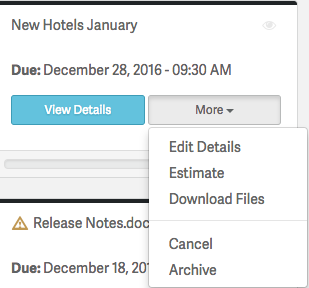 New Hotels January
Due: December 28, 2016 - 09:30 AM
View Details More
Edit Details
Estimate
Download Files
Release Notes.doc
Cancel
Due: December 18, 201
Archive